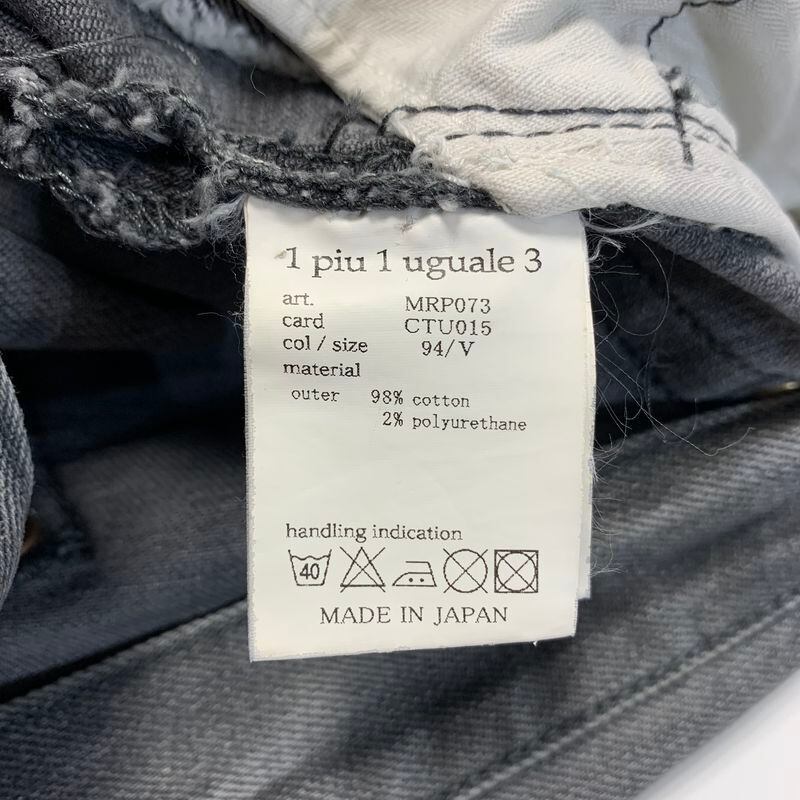 1 piu 1 uguale 3
art. MRP073
card CTU015
col / size 94/V
material
outer 98% cotton
2% polyurethane
handling indication
40
MADE IN JAPAN